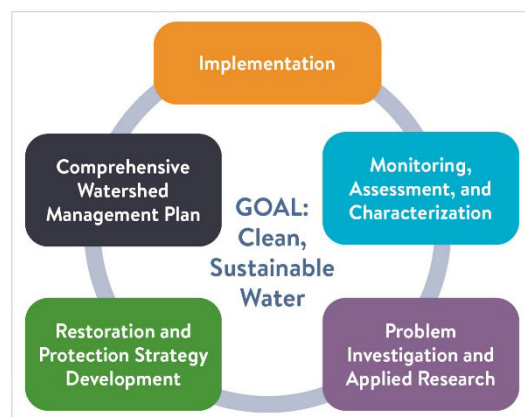 Implementation
Comprehensive
Watershed
Management Plan
Monitoring,
Assessment, and
Characterization
GOAL:
Clean,
Sustainable
Water
Restoration and
Protection Strategy
Development
Problem
Investigation and
Applied Research